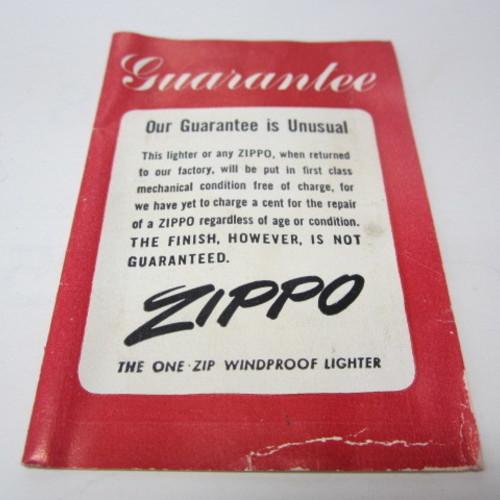 Guarantee
Our Guarantee is Unusual
This lighter or any ZIPPO, when returned
to our factory, will be put in first class
mechanical condition free of charge, for
we have yet to charge a cent for the repair
of a ZIPPO regardless of age or condition.
THE FINISH, HOWEVER, IS NOT
GUARANTEED.
ZIPPO
THE ONE-ZIP WINDPROOF LIGHTER